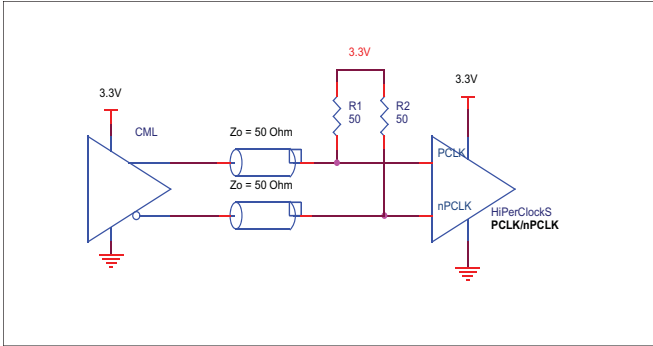 3.3V
3.3V
3.3V
R1
50
R2
50
CML
Zo = 50 Ohm
PCLK
Zo = 50 Ohm
nPCLK
HiPerClockS
PCLK/nPCLK